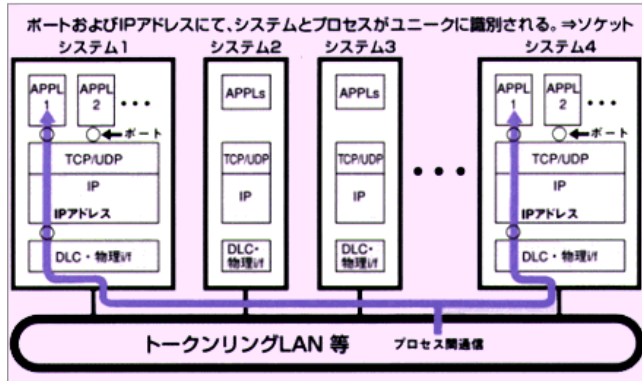 ポートおよびIPアドレスにて、システムとプロセスがユニークに識別される。⇒ソケット
システム1
システム2
システム3
システム4
APPL
1
APPL
2
・・・
ポート
TCP/UDP
IP
IPアドレス
DLC・物理i/f
APPLs
TCP/UDP
IP
DLC・
物理i/f
APPLs
TCP/UDP
IP
DLC・
物理i/f
・・・
APPL
1
APPL
2
・・・
ポート
TCP/UDP
IP
IPアドレス
DLC・物理i/f
トークンリングLAN 等
プロセス間通信